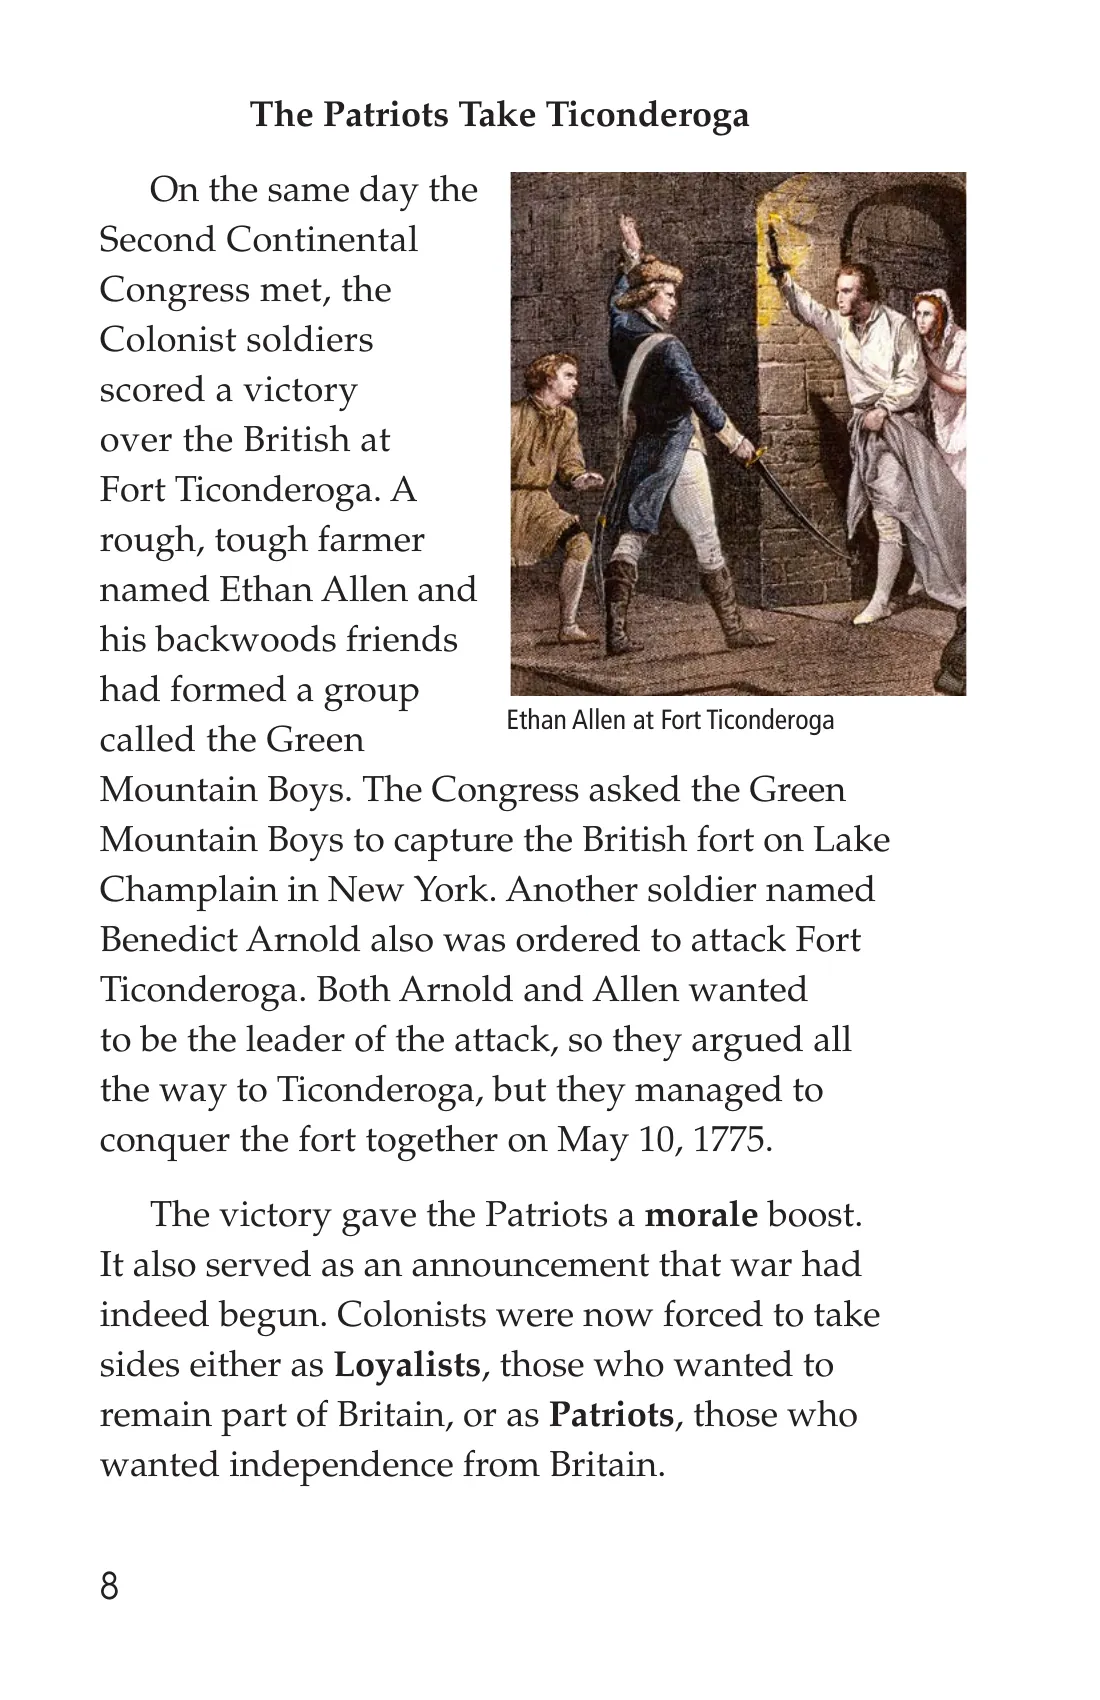 The Patriots Take Ticonderoga
On the same day the
Second Continental
Congress met, the
Colonist soldiers
scored a victory
over the British at
Fort Ticonderoga. A
rough, tough farmer
named Ethan Allen and
his backwoods friends
had formed a group
called the Green
Mountain Boys. The Congress asked the Green
Mountain Boys to capture the British fort on Lake
Champlain in New York. Another soldier named
Benedict Arnold also was ordered to attack Fort
Ticonderoga. Both Arnold and Allen wanted
to be the leader of the attack, so they argued all
the way to Ticonderoga, but they managed to
conquer the fort together on May 10, 1775.
Ethan Allen at Fort Ticonderoga
The victory gave the Patriots a morale boost.
It also served as an announcement that war had
indeed begun. Colonists were now forced to take
sides either as Loyalists, those who wanted to
remain part of Britain, or as Patriots, those who
wanted independence from Britain.
8